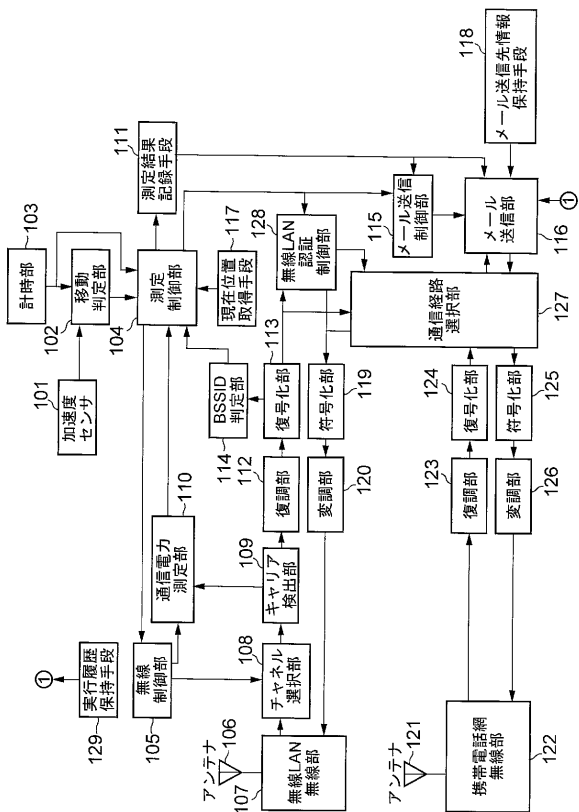 101
加速度
センサ
103
計時部
102
移動
判定部
104
測定
制御部
111
測定結果
記録手段
117
現在位置
取得手段
118
メール送信先情報
保持手段
①
129
実行履歴
保持手段
105
無線
制御部
110
通信電力
測定部
114
BSSID
判定部
128
無線LAN
認証
制御部
115
メール送信
制御部
116
メール
送信部
①
アンテナ
106
107
無線LAN
無線部
108
チャネル
選択部
109
キャリア
検出部
112
復調部
113
復号化部
119
符号化部
120
変調部
127
通信経路
選択部
アンテナ
121
122
携帯電話網
無線部
123
復調部
124
復号化部
125
符号化部
126
変調部